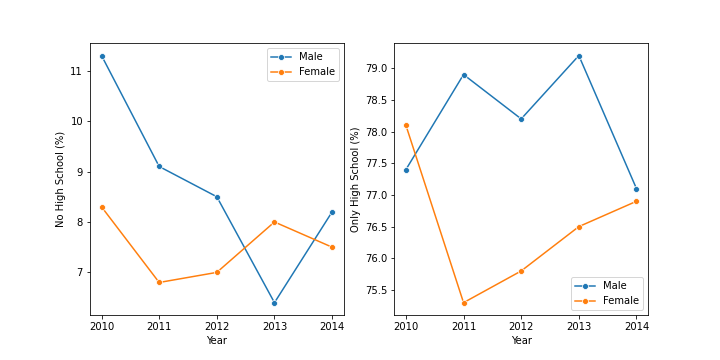 No High School (%)
11
10
9
8
7
Male
Female
2010 2011 2012 2013 2014
Year
Only High School (%)
79.0
78.5
78.0
77.5
77.0
76.5
76.0
75.5
Male
Female
2010 2011 2012 2013 2014
Year